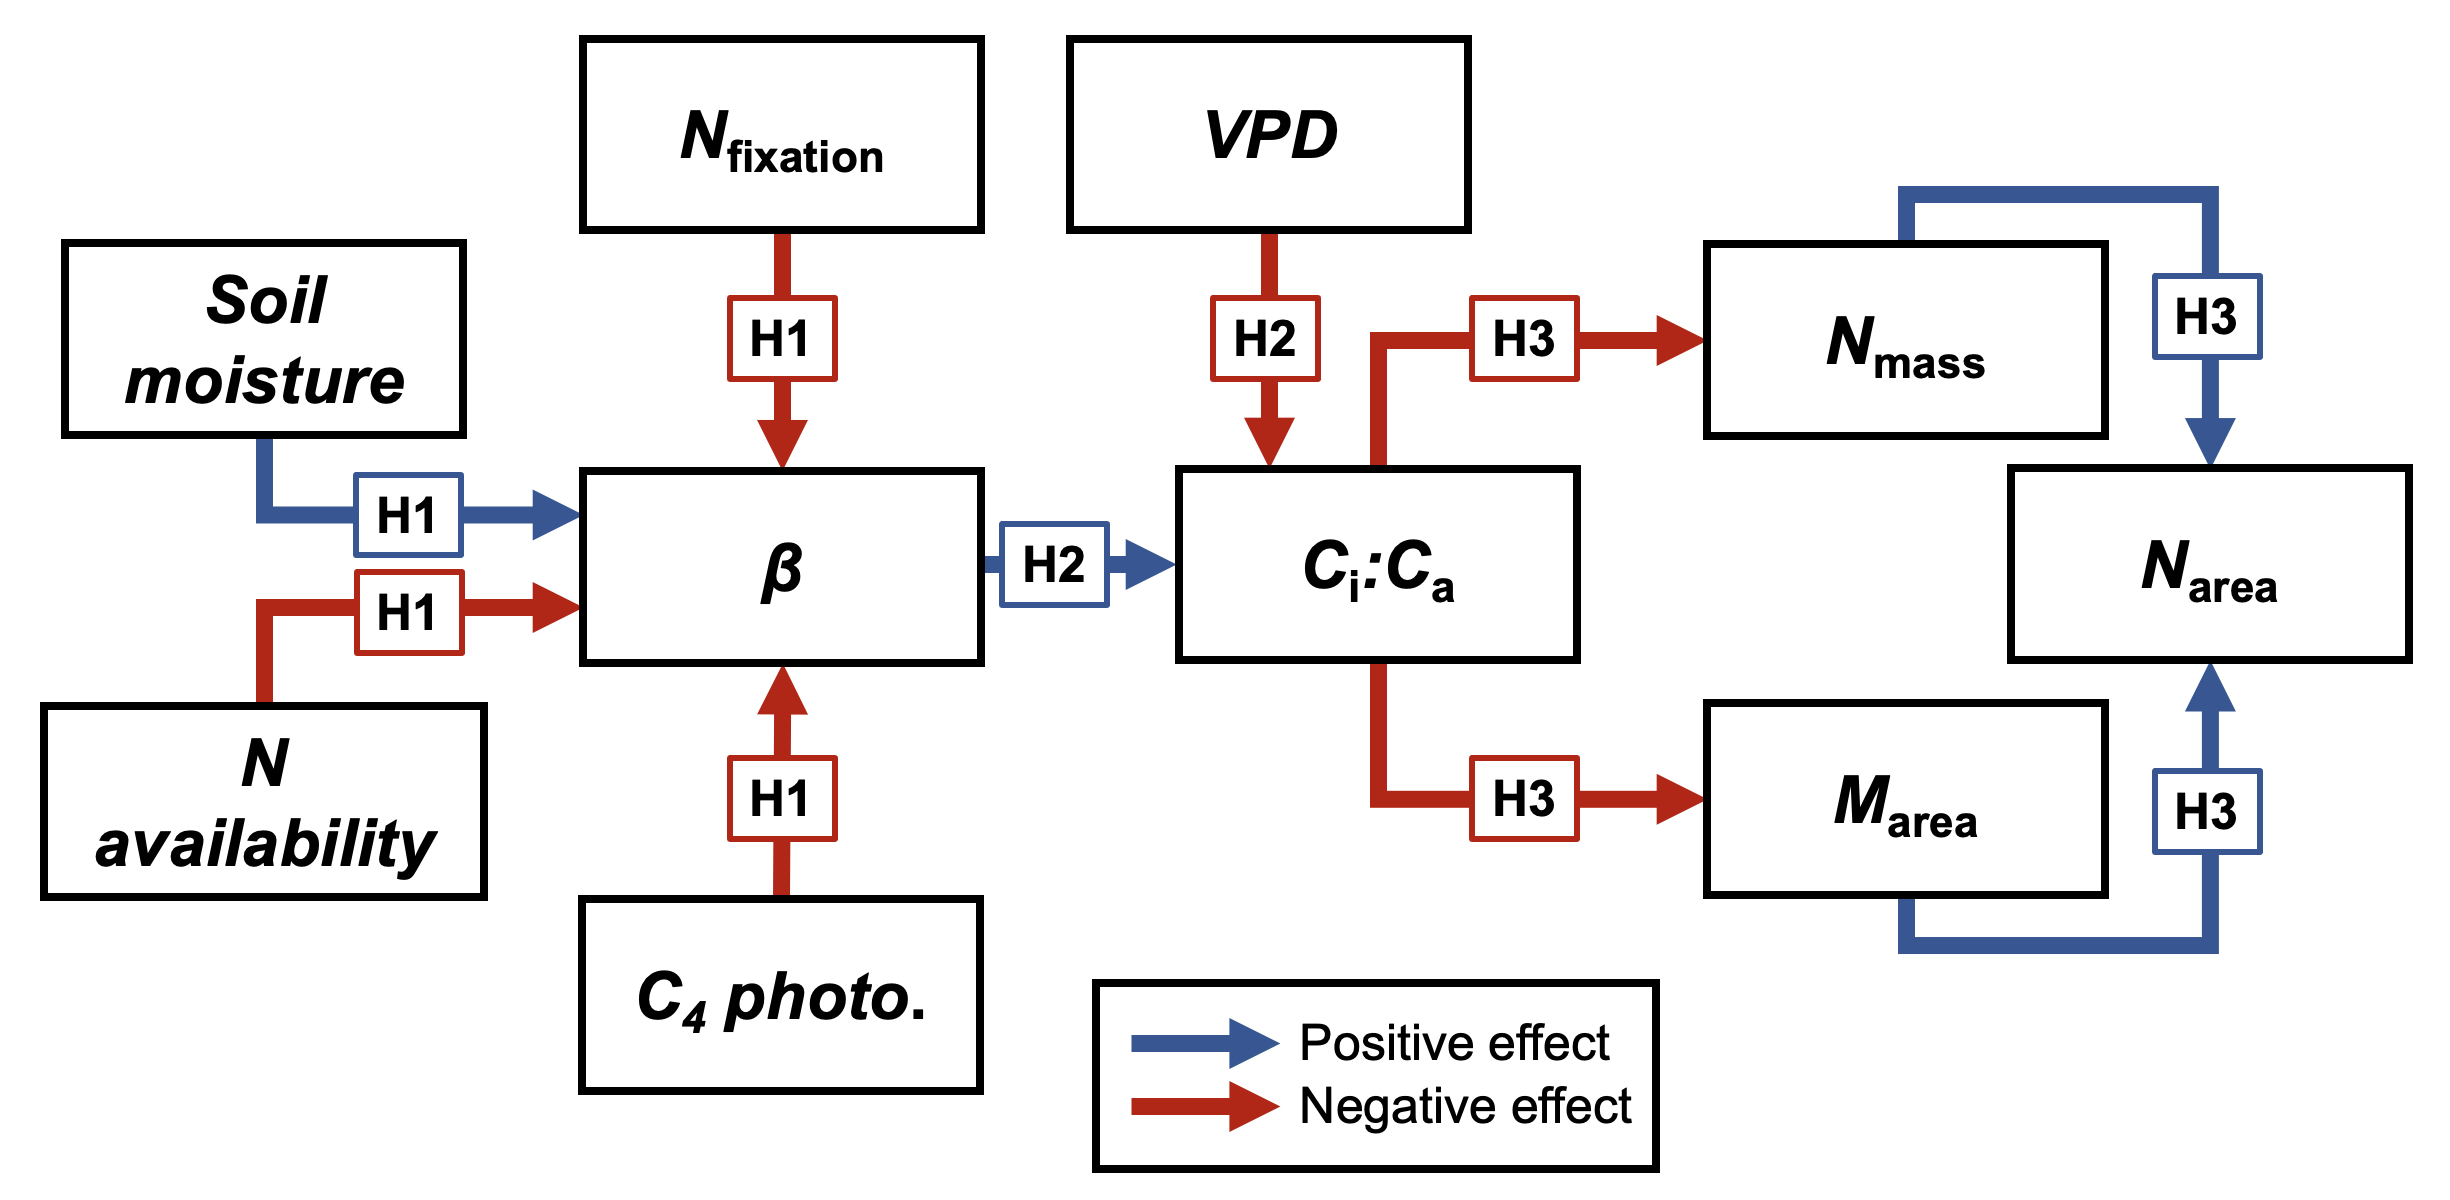 Nfixation
VPD
Soil
moisture
H1
H2
H3
Nmass
H3
H1
H1
β
H2
Ci:Ca
Narea
N
availability
H1
H3
Marea
H3
C4 photo.
Positive effect
Negative effect